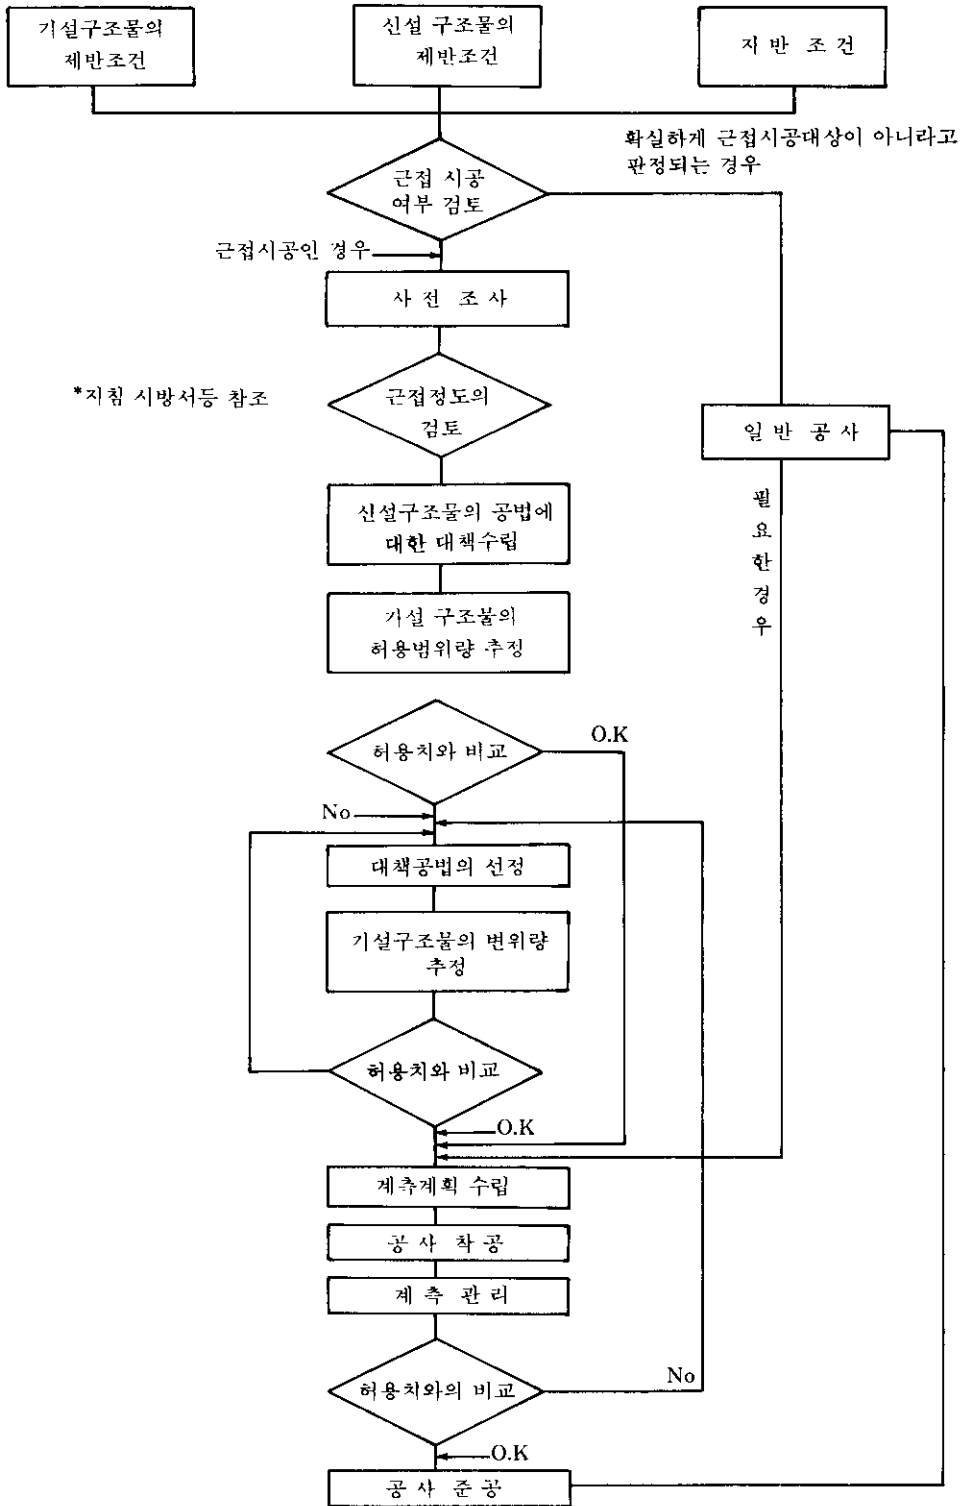 기설구조물의
제반조건
신설 구조물의
제반조건
지 반 조 건
확실하게 근접시공대상이 아니라고
판정되는 경우
근접 시공
여부 검토
근접시공인 경우
사 전 조 사
*지침 시방서등 참조
근접정도의
검토
일 반 공 사
신설구조물의 공법에
대한 대책수립
필
요
한
경
우
기설 구조물의
허용범위량 추정
허용치와 비교
O.K
No
대책공법의 선정
기설구조물의 변위량
추정
허용치와 비교
O.K
계측계획 수립
공 사 착 공
계 측 관 리
허용치와의 비교
No
O.K
공 사 준 공